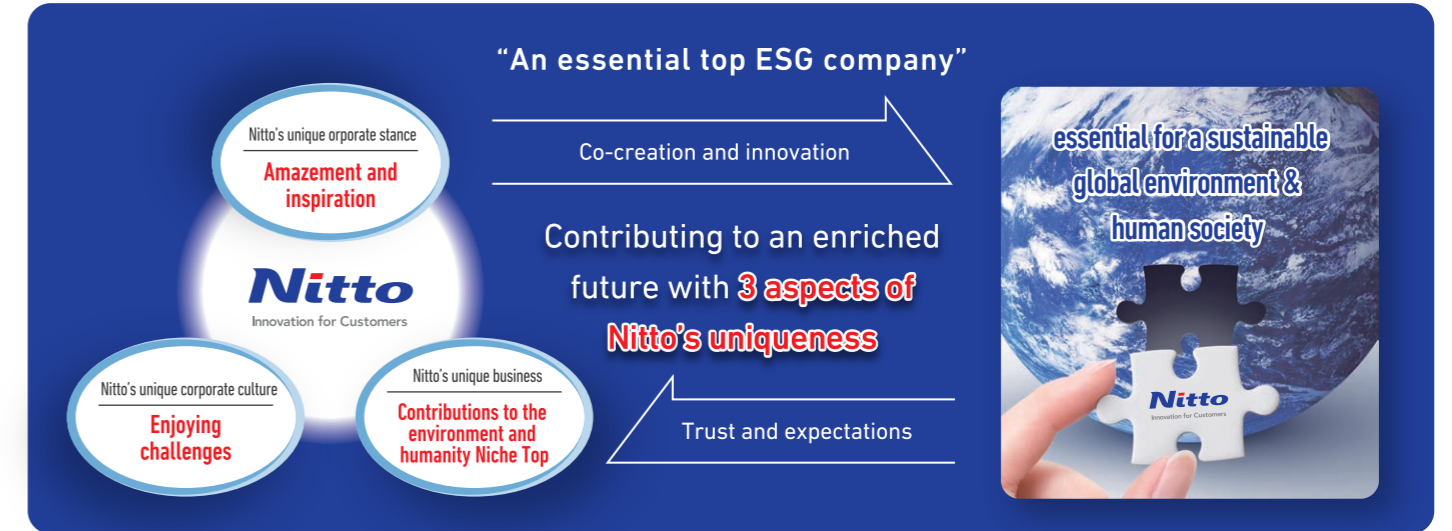 “An essential top ESG company”
Nitto’s unique orporate stance
Amazement and
inspiration
Nitto
Innovation for Customers
Nitto’s unique corporate culture
Enjoying
challenges
Nitto’s unique business
Contributions to the
environment and
humanity Niche Top
Co-creation and innovation
Contributing to an enriched
future with 3 aspects of
Nitto’s uniqueness
Trust and expectations
essential for a sustainable
global environment &
human society
Nitto
Innovation for Customers